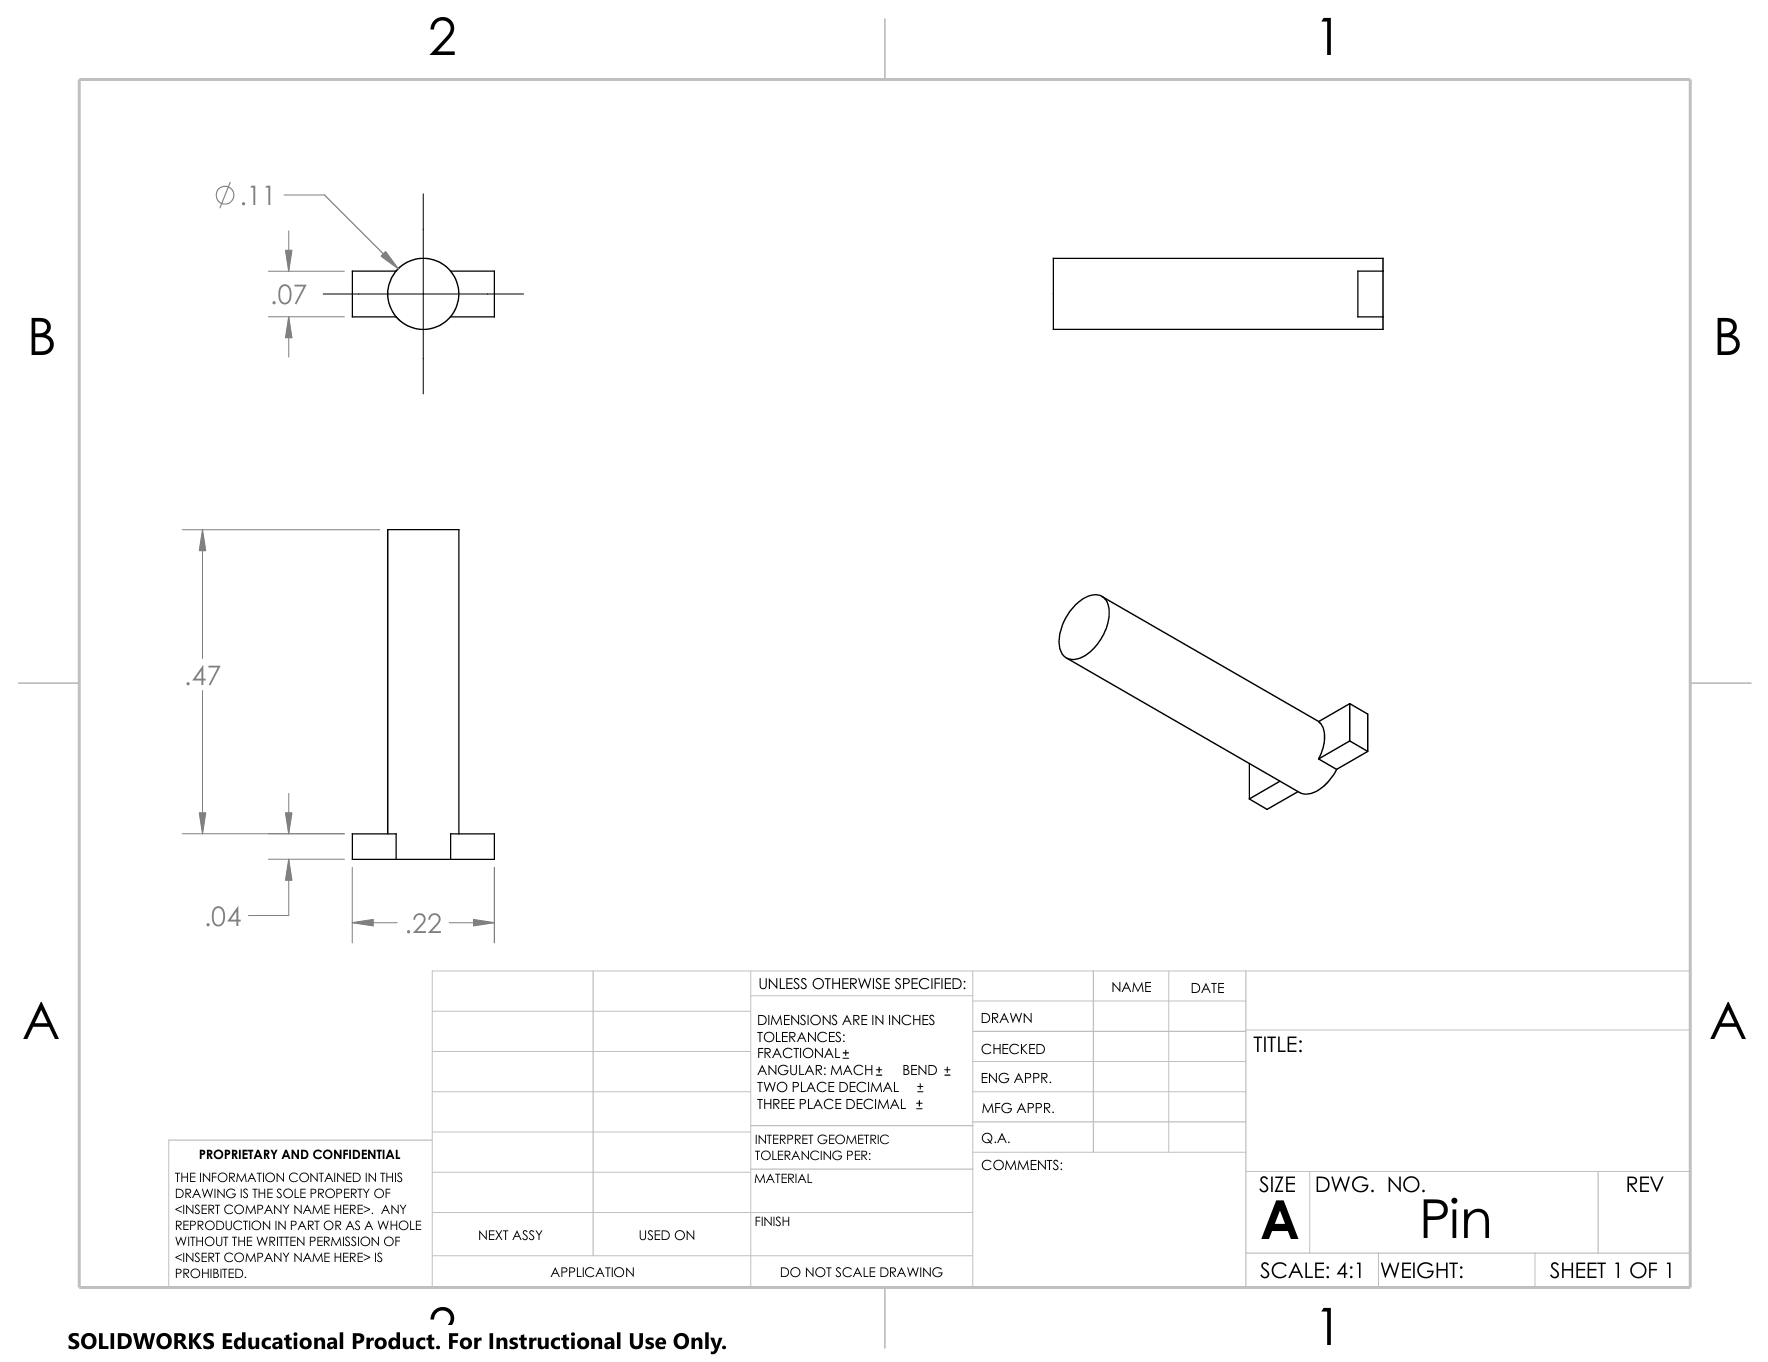 2
1
Ø.11
.07
B
B
.47
.04
.22
A
A
UNLESS OTHERWISE SPECIFIED:
DIMENSIONS ARE IN INCHES
TOLERANCES:
FRACTIONAL ±
ANGULAR: MACH ± BEND ±
TWO PLACE DECIMAL ±
THREE PLACE DECIMAL ±
INTERPRET GEOMETRIC
TOLERANCING PER:
MATERIAL
FINISH
DO NOT SCALE DRAWING
NAME DATE
DRAWN
CHECKED
ENG APPR.
MFG APPR.
Q.A.
COMMENTS:
TITLE:
SIZE DWG. NO. REV
A Pin
SCALE: 4:1 WEIGHT: SHEET 1 OF 1
PROPRIETARY AND CONFIDENTIAL
THE INFORMATION CONTAINED IN THIS
DRAWING IS THE SOLE PROPERTY OF
<INSERT COMPANY NAME HERE>. ANY
REPRODUCTION IN PART OR AS A WHOLE
WITHOUT THE WRITTEN PERMISSION OF
<INSERT COMPANY NAME HERE> IS
PROHIBITED.
NEXT ASSY USED ON
APPLICATION
2
1
SOLIDWORKS Educational Product. For Instructional Use Only.